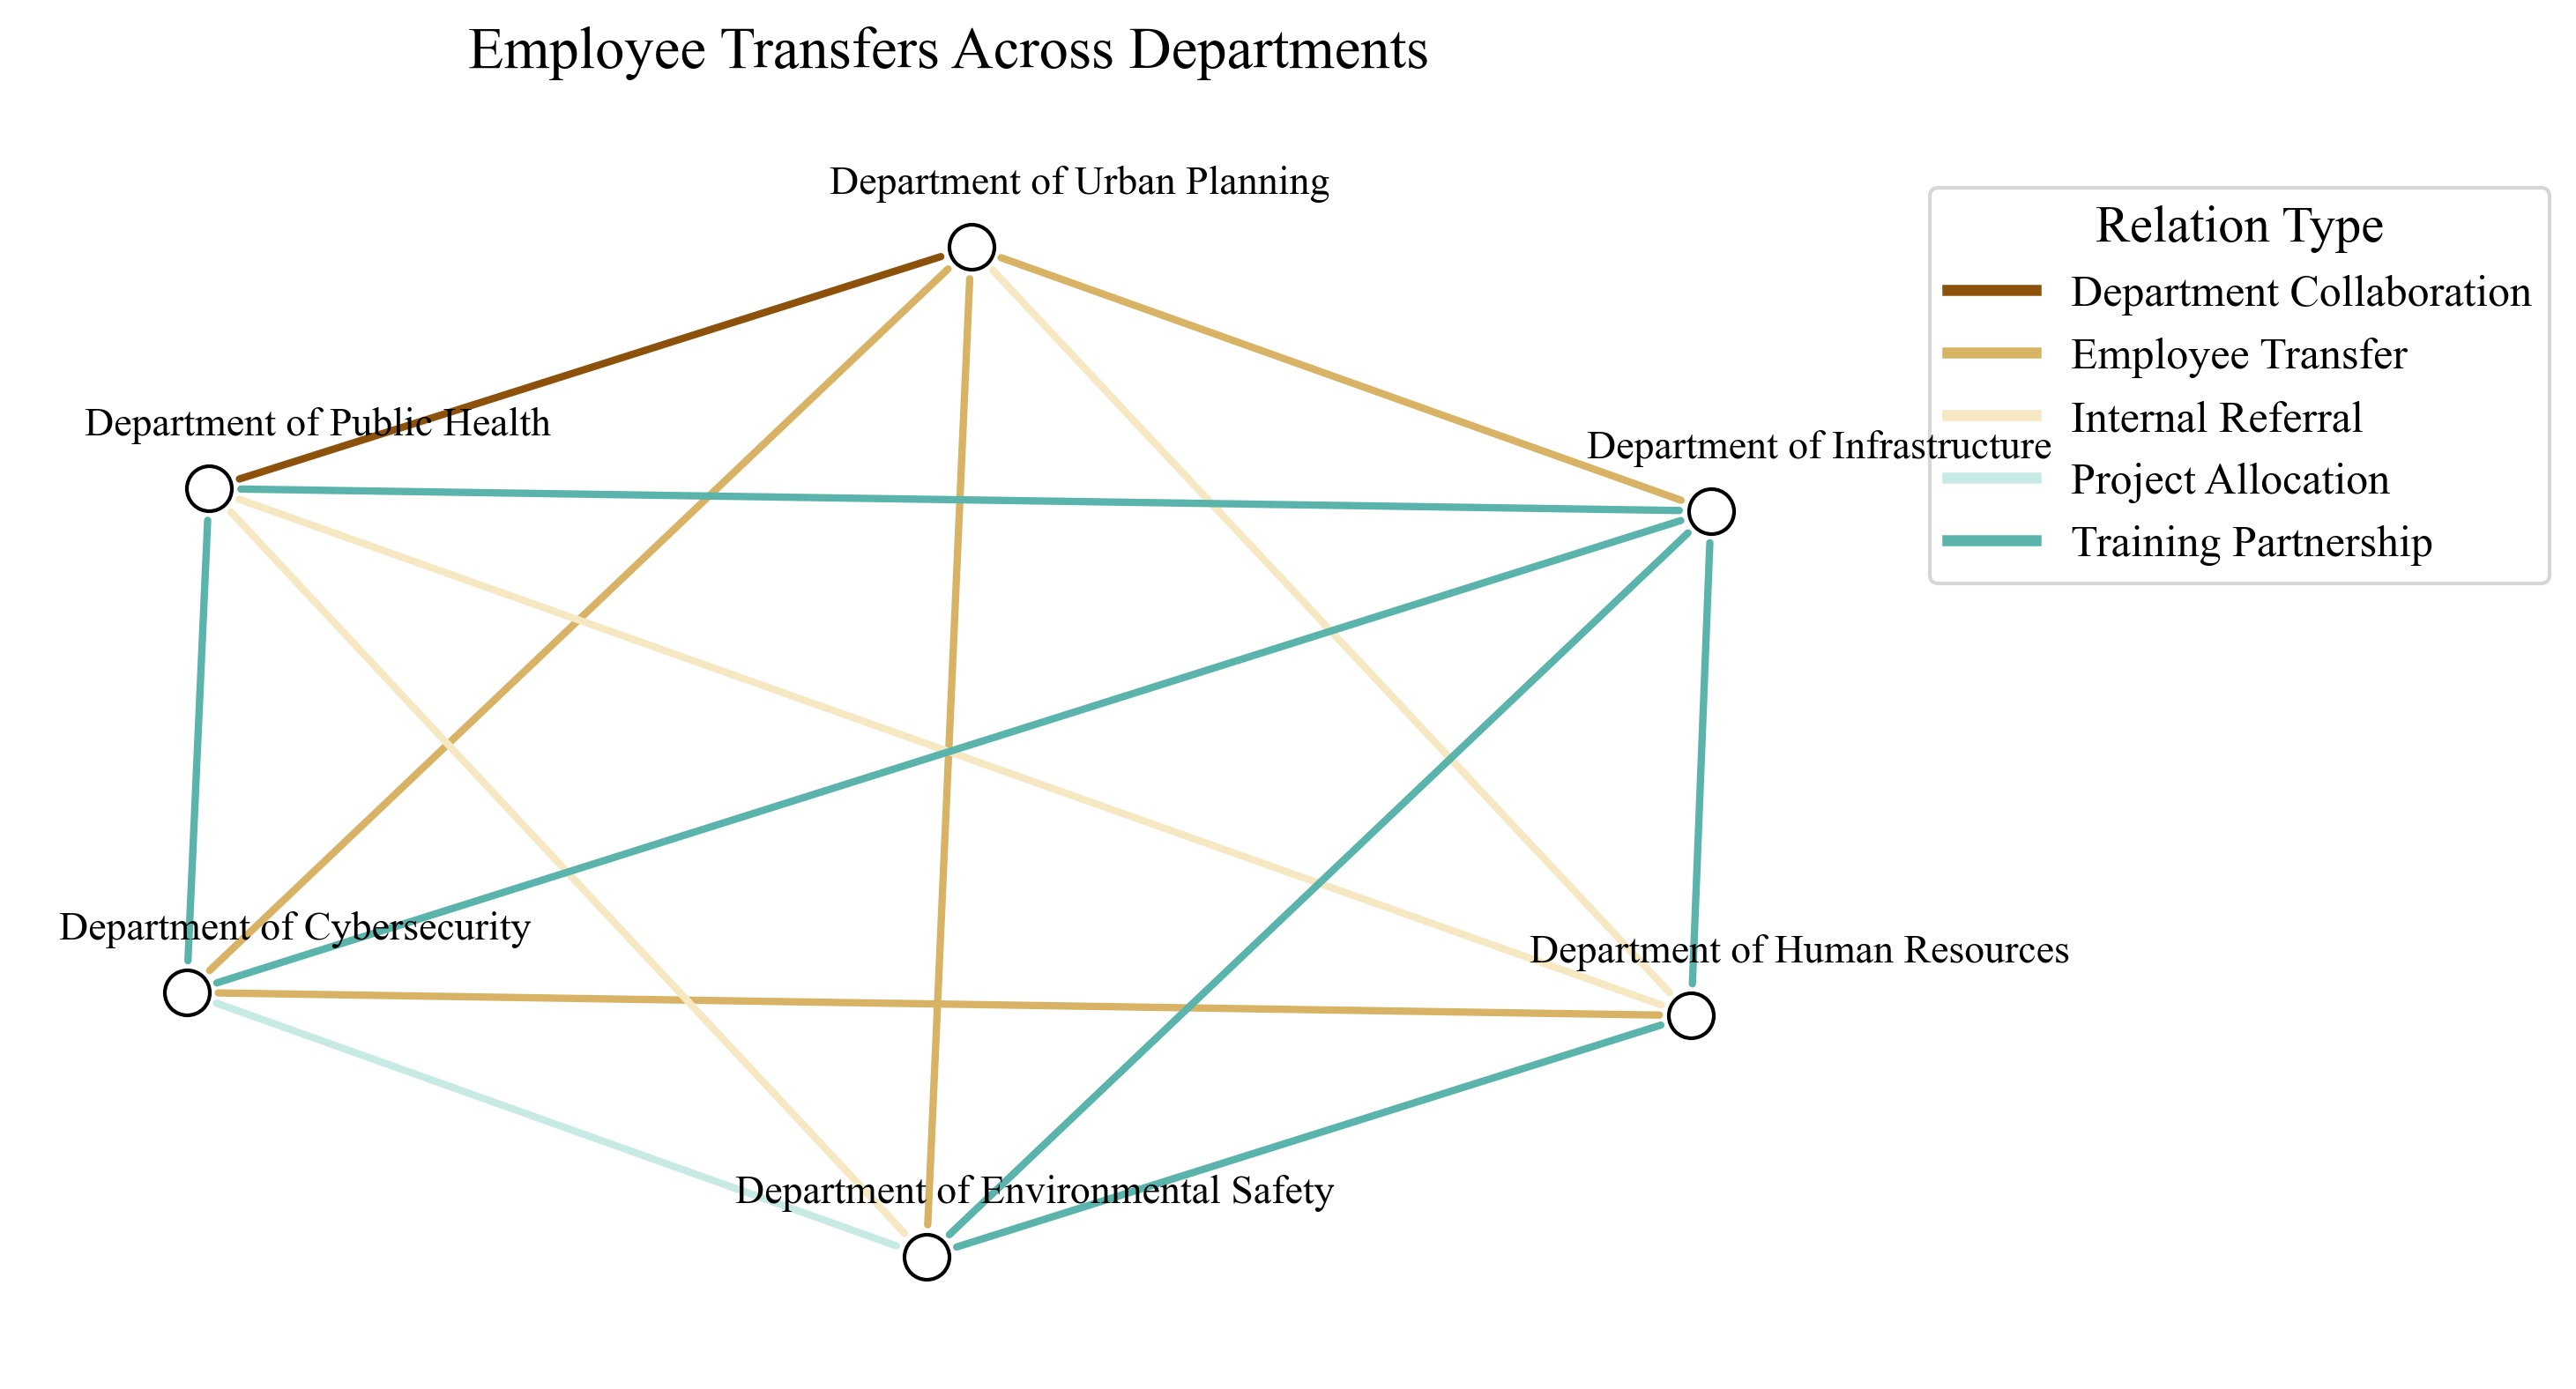 Employee Transfers Across Departments
Department of Urban Planning
Department of Public Health
Department of Infrastructure
Department of Cybersecurity
Department of Human Resources
Department of Environmental Safety
Relation Type
Department Collaboration
Employee Transfer
Internal Referral
Project Allocation
Training Partnership